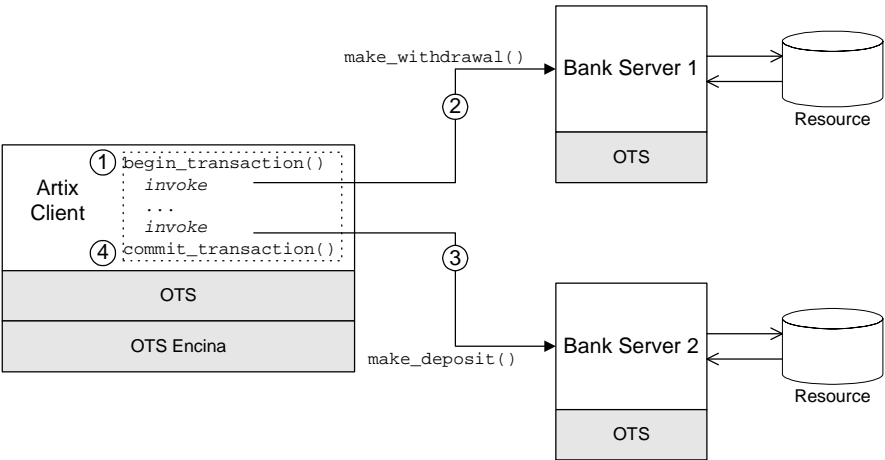 make_withdrawal()
Bank Server 1
2
Resource
OTS
1
begin_transaction()
Artix
Client
invoke
...
invoke
4
commit_transaction()
3
OTS
OTS Encina
Bank Server 2
make_deposit()
Resource
OTS